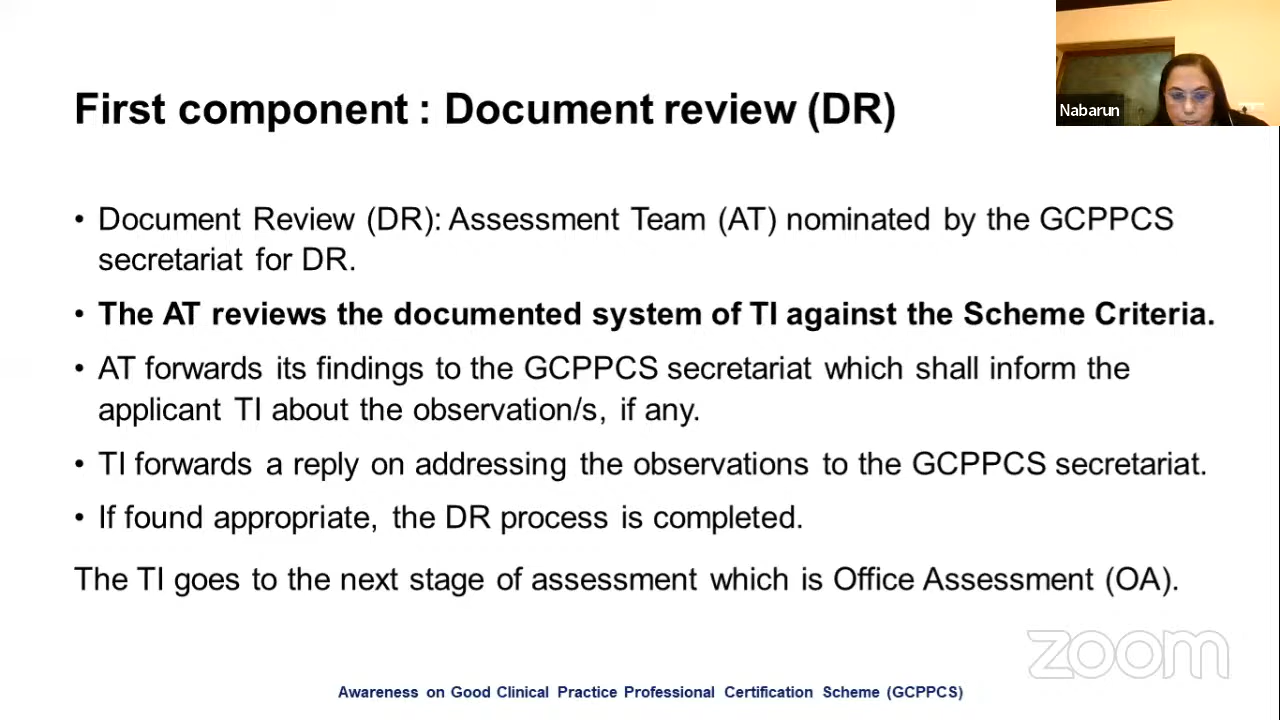 First component : Document review (DR)
Nabarun
• Document Review (DR): Assessment Team (AT) nominated by the GCPPCS
secretariat for DR.
• The AT reviews the documented system of TI against the Scheme Criteria.
• AT forwards its findings to the GCPPCS secretariat which shall inform the
applicant TI about the observation/s, if any.
• TI forwards a reply on addressing the observations to the GCPPCS secretariat.
• If found appropriate, the DR process is completed.
The TI goes to the next stage of assessment which is Office Assessment (OA).
zoom
Awareness on Good Clinical Practice Professional Certification Scheme (GCPPCS)